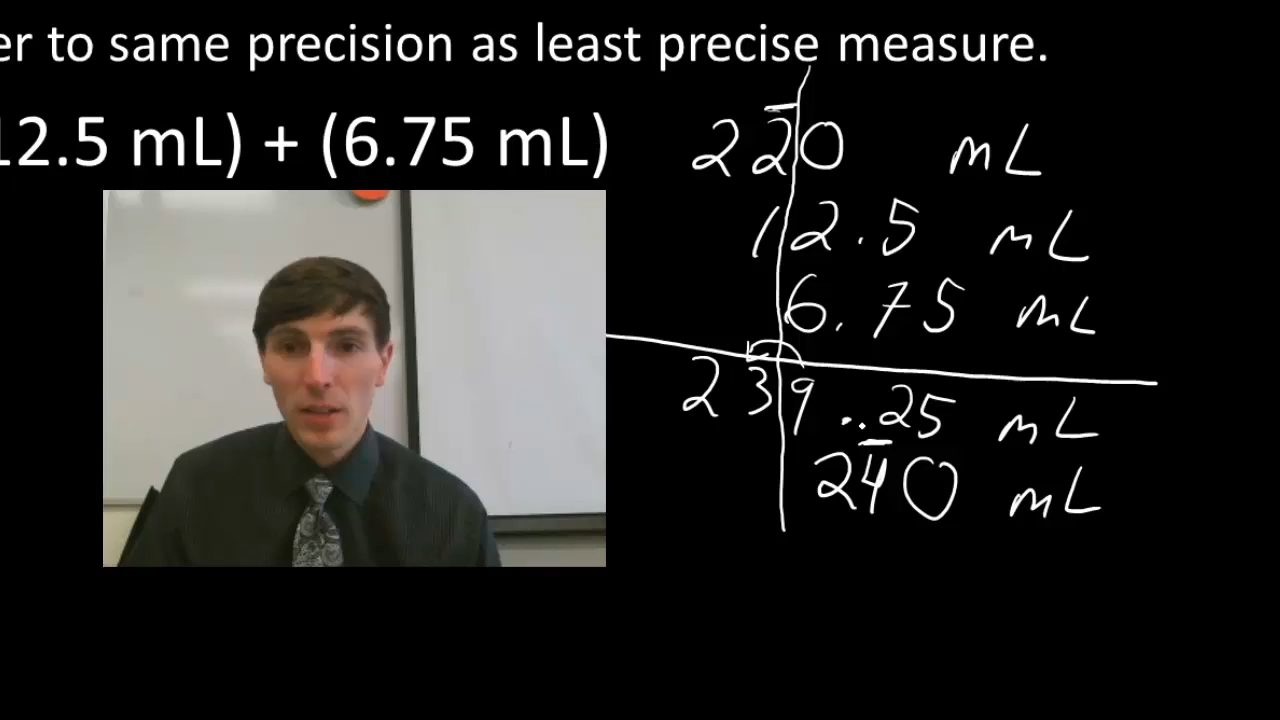 er to same precision as least precise measure.
12.5 mL) + (6.75 mL)
220 mL
12.5 mL
6.75 mL
239..25 mL
240 mL